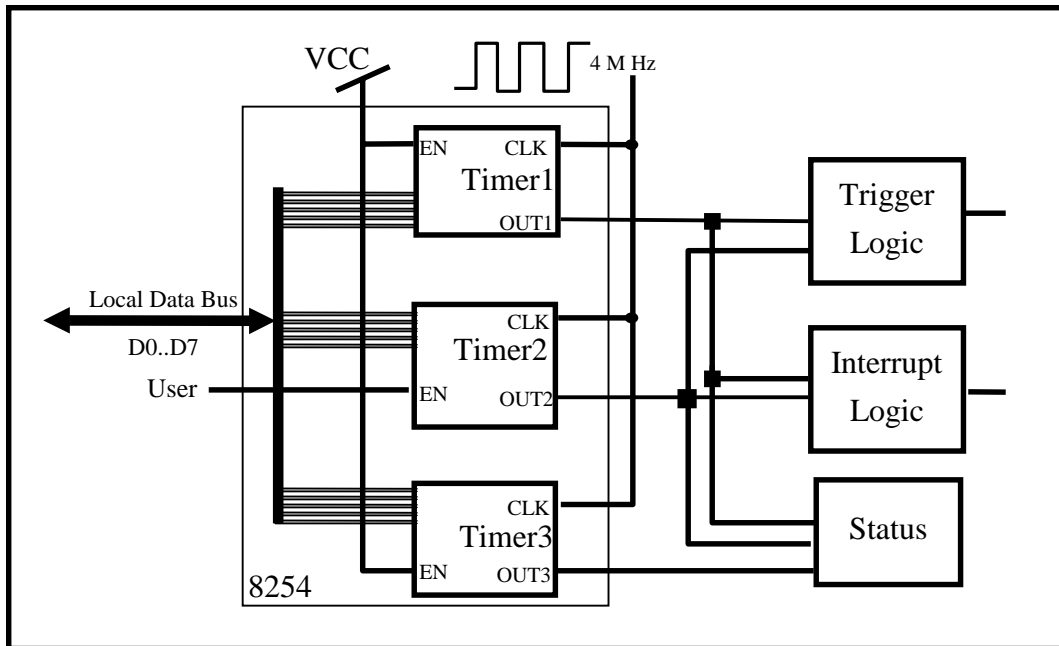 VCC
4 M Hz
EN
CLK
Timer1
OUT1
Trigger
Logic
Local Data Bus
D0..D7
CLK
Timer2
User
EN
OUT2
Interrupt
Logic
CLK
Timer3
EN
OUT3
Status
8254